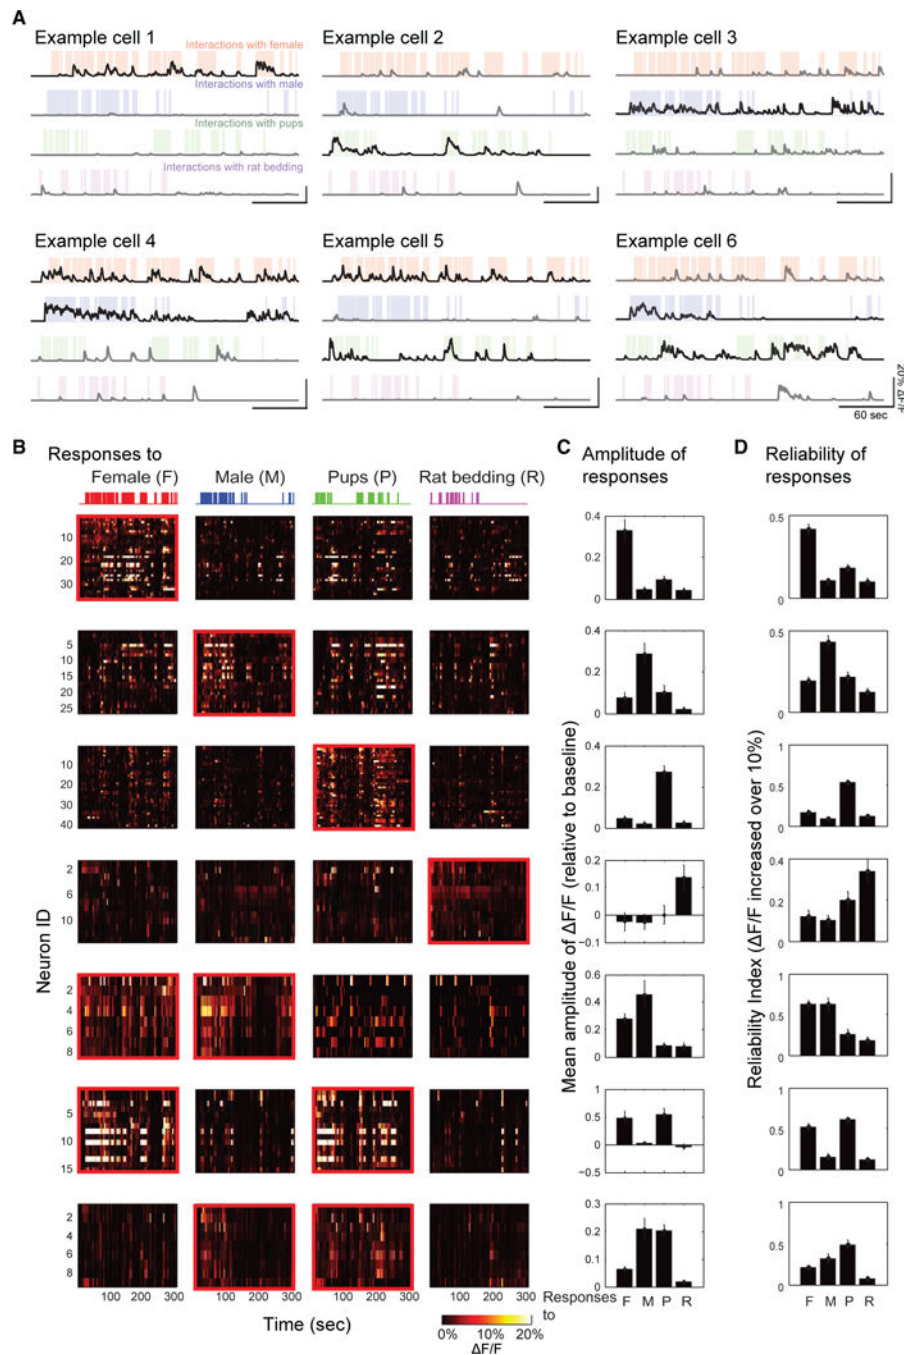 A
Example cell 1
Example cell 2
Example cell 3
Interactions with female
Interactions with male
Interactions with pups
Interactions with rat bedding
Example cell 4
Example cell 5
Example cell 6
20% ΔF/F
60 sec
B
Responses to
C
Amplitude of
responses
D
Reliability of
responses
Female (F)
Male (M)
Pups (P)
Rat bedding (R)
Neuron ID
10
20
30
5
10
15
20
25
10
20
30
40
2
6
10
2
4
6
8
5
10
15
2
4
6
8
100 200 300
100 200 300
100 200 300
100 200 300
Time (sec)
Responses
to
0% 10% 20%
ΔF/F
Mean amplitude of ΔF/F (relative to baseline)
0.4
0.2
0
0.4
0.2
0
0.4
0.2
0
0.2
0.1
0
−0.1
0.6
0.4
0.2
0
1
0.5
0
−0.5
0.3
0.2
0.1
0
F M P R
Reliability Index (ΔF/F increased over 10%)
0.5
0
0.5
0
1
0.5
0
0.4
0.2
0
1
0.5
0
1
0.5
0
1
0.5
0
F M P R